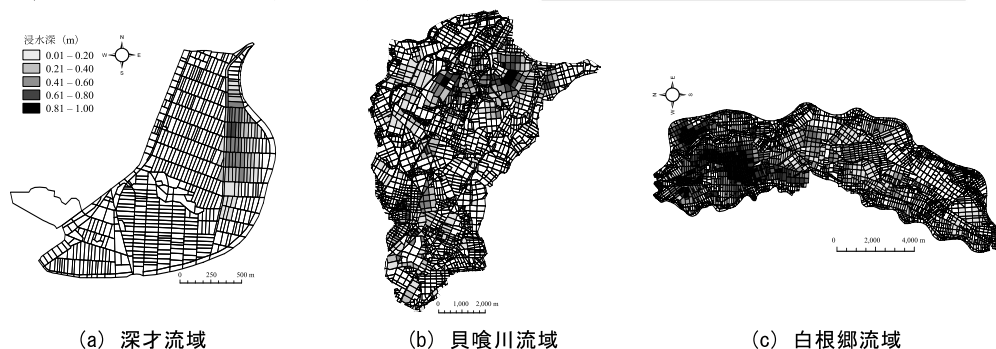 浸水深 (m)
0.01 – 0.20
0.21 – 0.40
0.41 – 0.60
0.61 – 0.80
0.81 – 1.00
N
W E
S
0 250 500 m
(a) 深才流域
0 1,000 2,000 m
(b) 貝喰川流域
E
N S
W
0 2,000 4,000 m
(c) 白根郷流域